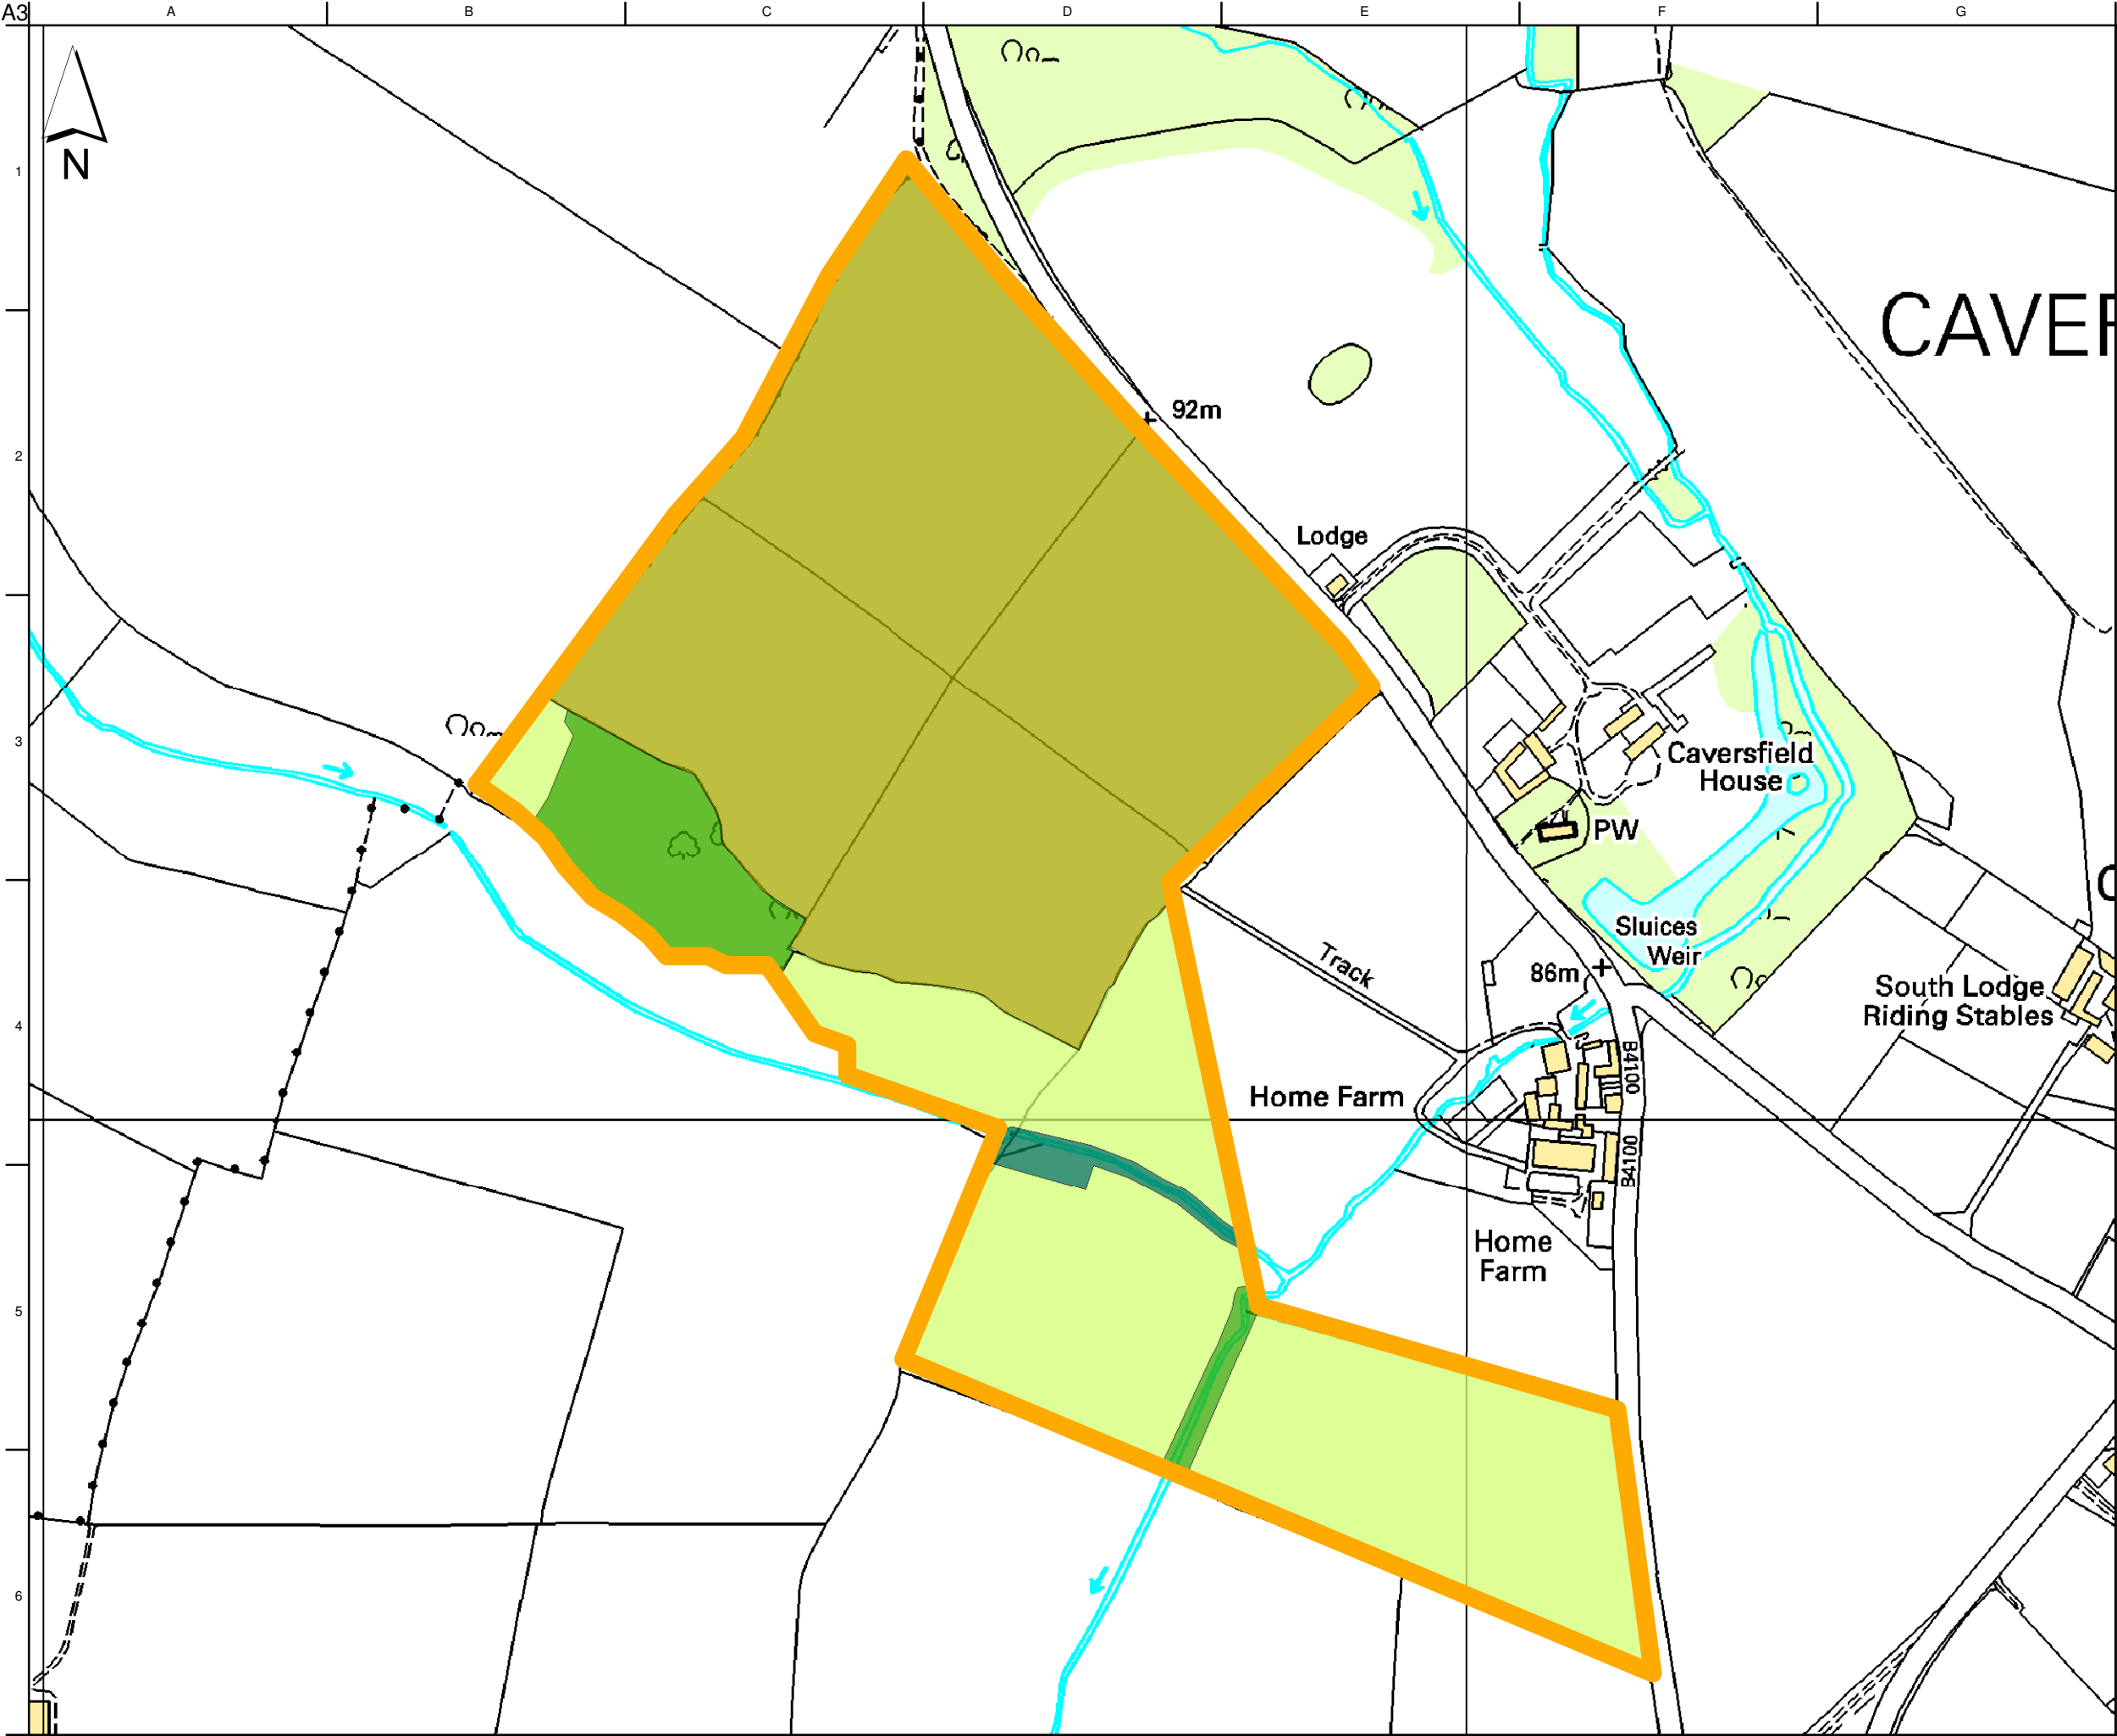 A3
A
B
C
D
E
F
G
1
N
CAVER
92m
2
Lodge
3
Caversfield
House
PW
Sluices
Weir
Track
86m
South Lodge
Riding Stables
4
B4100
Home Farm
B4100
Home
Farm
5
6